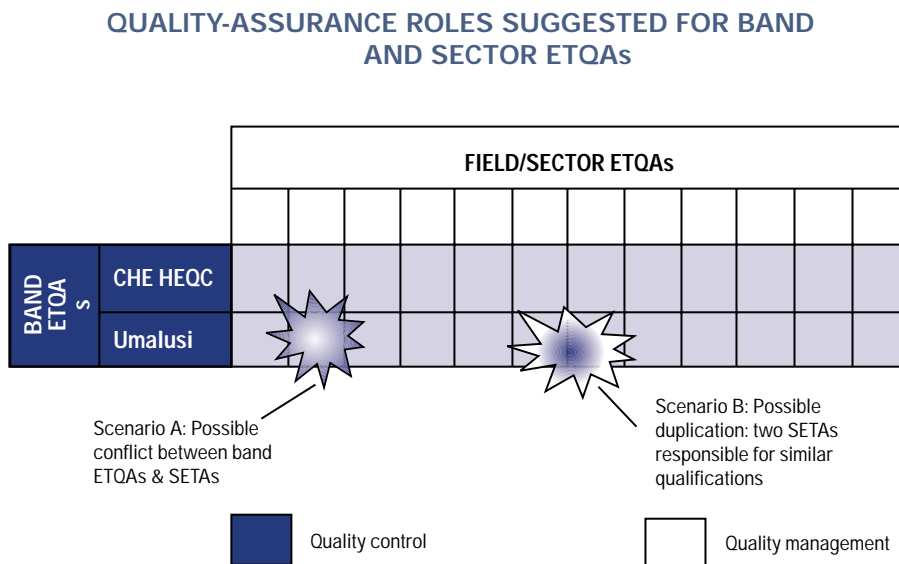 QUALITY-ASSURANCE ROLES SUGGESTED FOR BAND
AND SECTOR ETQAs
FIELD/SECTOR ETQAs
BAND
ETQA
s
CHE HEQC
Umalusi
Scenario A: Possible
conflict between band
ETQAs & SETAs
Scenario B: Possible
duplication: two SETAs
responsible for similar
qualifications
Quality control
Quality management